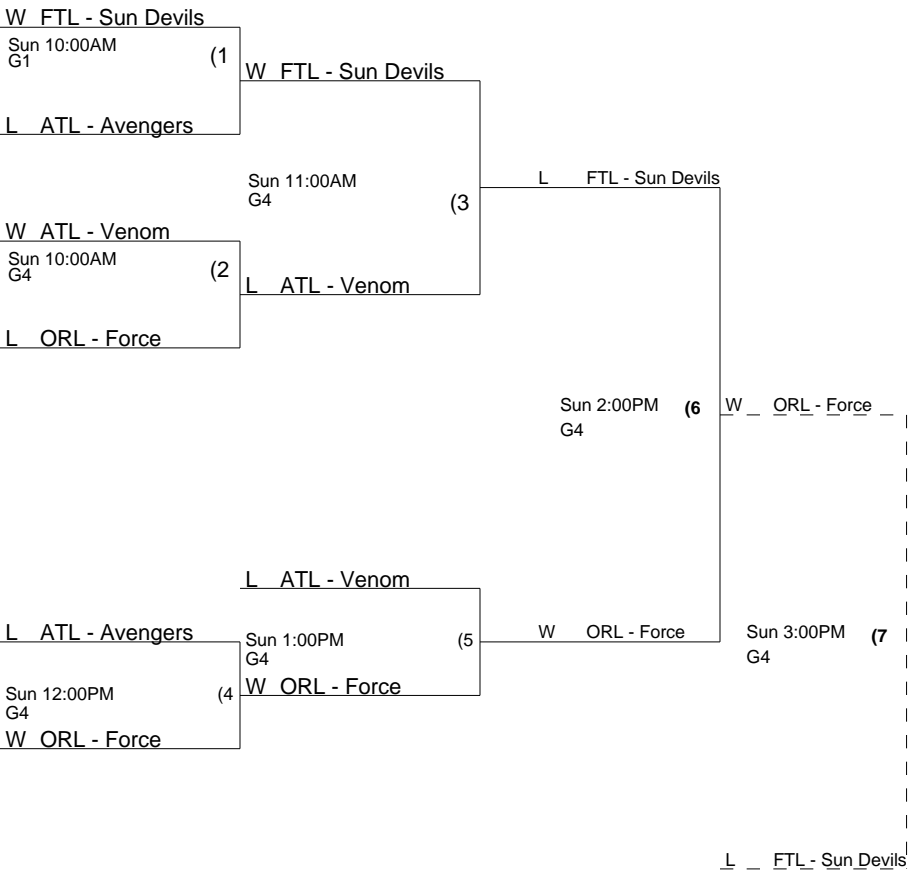 W FTL - Sun Devils
Sun 10:00AM
G1
(1
W FTL - Sun Devils
L ATL - Avengers
Sun 11:00AM
G4
(3
L FTL - Sun Devils
W ATL - Venom
Sun 10:00AM
G4
(2
L ATL - Venom
L ORL - Force
Sun 2:00PM
G4
(6
W ORL - Force
L ATL - Venom
L ATL - Avengers
Sun 1:00PM
G4
(5
W ORL - Force
Sun 3:00PM
G4
(7
Sun 12:00PM
G4
(4
W ORL - Force
W ORL - Force
L FTL - Sun Devils